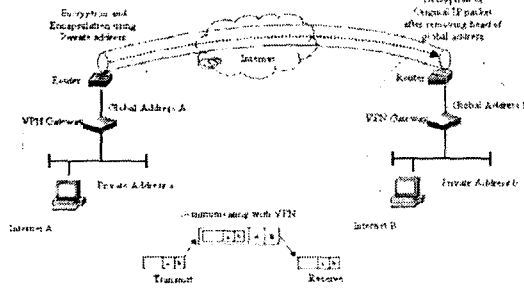 Encryption and
Encapsulation using
Private address
Decryption of
Original IP packet
after removing head of
global address
Internet
Router
Router
Global Address A
Global Address
VPN Gateway
VPN Gateway
Private Address a
Private Address b
Internet A
Internet B
Communicating with VPN
a b A B
a b
a b
Transmit
Receive